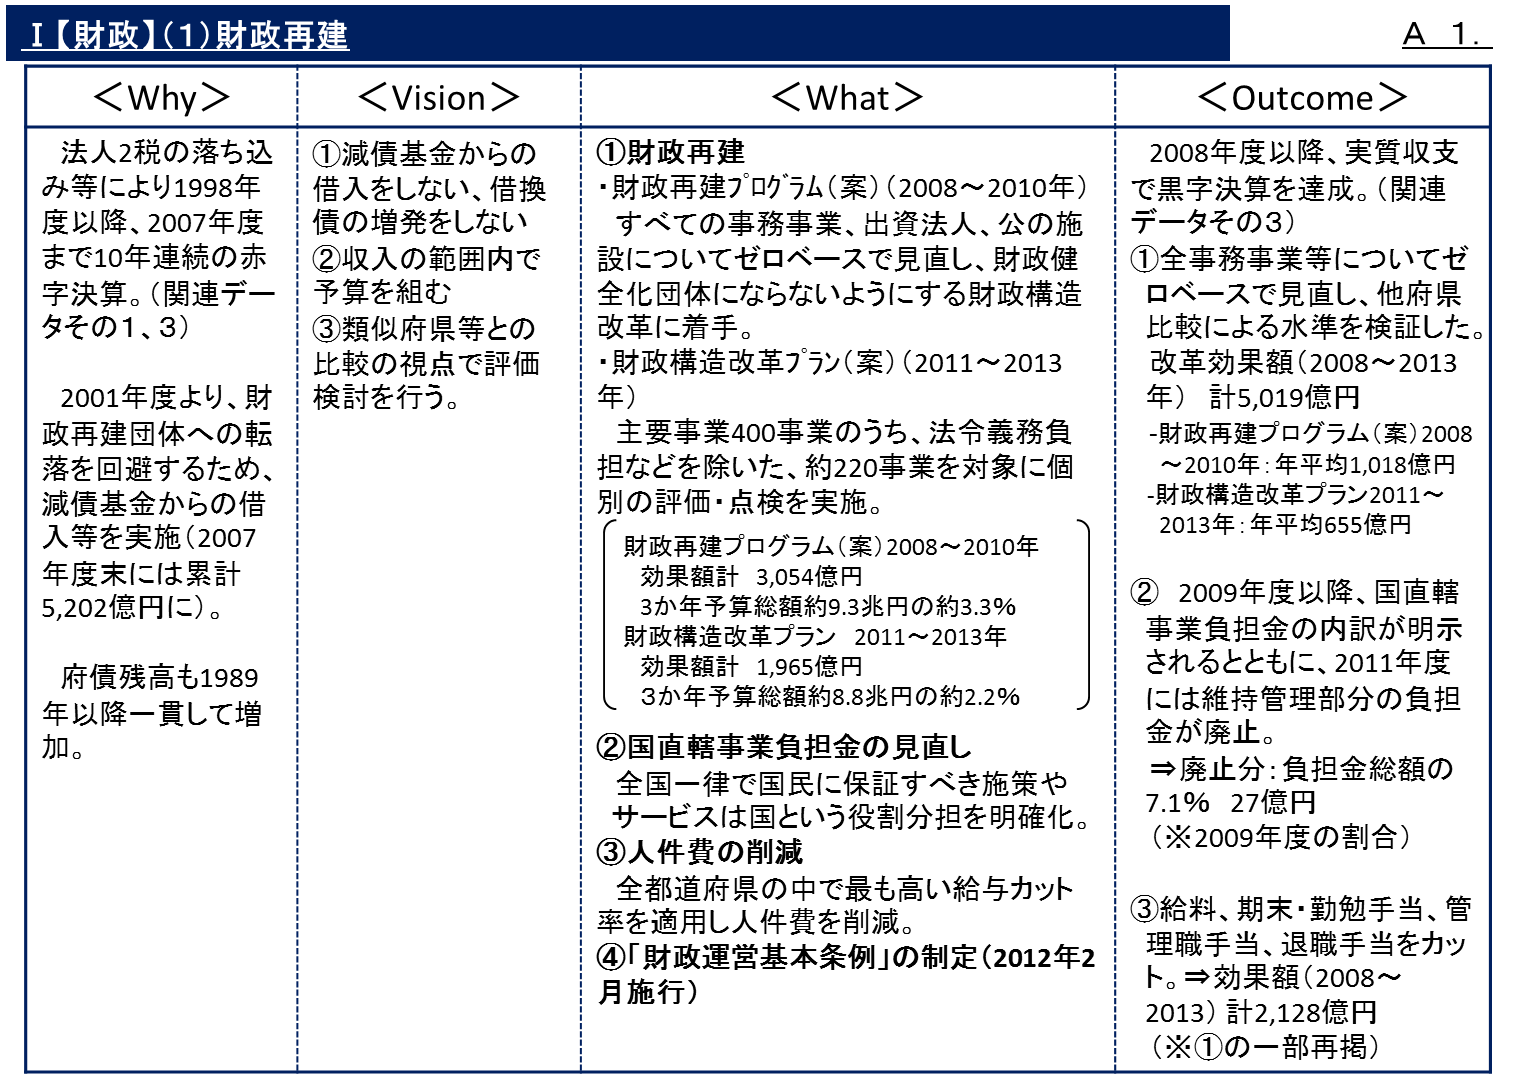 Ⅰ【財政】（１）財政再建
Ａ　１．
＜Why＞
法人2税の落ち込
み等により1998年
度以降、2007年度
まで10年連続の赤
字決算。（関連デー
タその１、３）
2001年度より、財
政再建団体への転
落を回避するため、
減債基金からの借
入等を実施（2007
年度末には累計
5,202億円に）。
府債残高も1989
年以降一貫して増
加。
＜Vision＞
①減債基金からの
借入をしない、借換
債の増発をしない
②収入の範囲内で
予算を組む
③類似府県等との
比較の視点で評価
検討を行う。
＜What＞
①財政再建
・財政再建ﾌﾟﾛｸﾞﾗﾑ（案）（2008～2010年）
すべての事務事業、出資法人、公の施
設についてゼロベースで見直し、財政健
全化団体にならないようにする財政構造
改革に着手。
・財政構造改革ﾌﾟﾗﾝ（案）（2011～2013
年）
主要事業400事業のうち、法令義務負
担などを除いた、約220事業を対象に個
別の評価・点検を実施。
財政再建プログラム（案）2008～2010年
効果額計　3,054億円
3か年予算総額約9.3兆円の約3.3％
財政構造改革プラン　2011～2013年
効果額計　1,965億円
３か年予算総額約8.8兆円の約2.2％
②国直轄事業負担金の見直し
全国一律で国民に保証すべき施策や
サービスは国という役割分担を明確化。
③人件費の削減
全都道府県の中で最も高い給与カット
率を適用し人件費を削減。
④「財政運営基本条例」の制定（2012年2
月施行）
＜Outcome＞
2008年度以降、実質収支
で黒字決算を達成。（関連
データその３）
①全事務事業等についてゼ
ロベースで見直し、他府県
比較による水準を検証した。
改革効果額（2008～2013
年）　計5,019億円
-財政再建プログラム（案）2008
～2010年：年平均1,018億円
-財政構造改革プラン2011～
2013年：年平均655億円
②　2009年度以降、国直轄
事業負担金の内訳が明示
されるとともに、2011年度
には維持管理部分の負担
金が廃止。
⇒廃止分：負担金総額の
7.1％　27億円
（※2009年度の割合）
③給料、期末・勤勉手当、管
理職手当、退職手当をカッ
ト。⇒効果額（2008～
2013）計2,128億円
（※①の一部再掲）